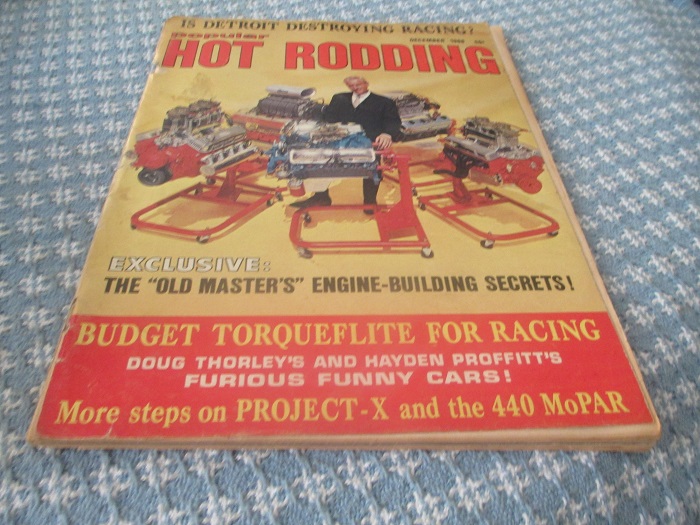 IS DETROIT DESTROYING RACING?
popular
HOT RODDING
DECEMBER
EXCLUSIVE:
THE "OLD MASTER'S" ENGINE-BUILDING SECRETS!
BUDGET TORQUEFLITE FOR RACING
DOUG THORLEY'S AND HAYDEN PROFFITT'S
FURIOUS FUNNY CARS!
More steps on PROJECT-X and the 440 MoPAR